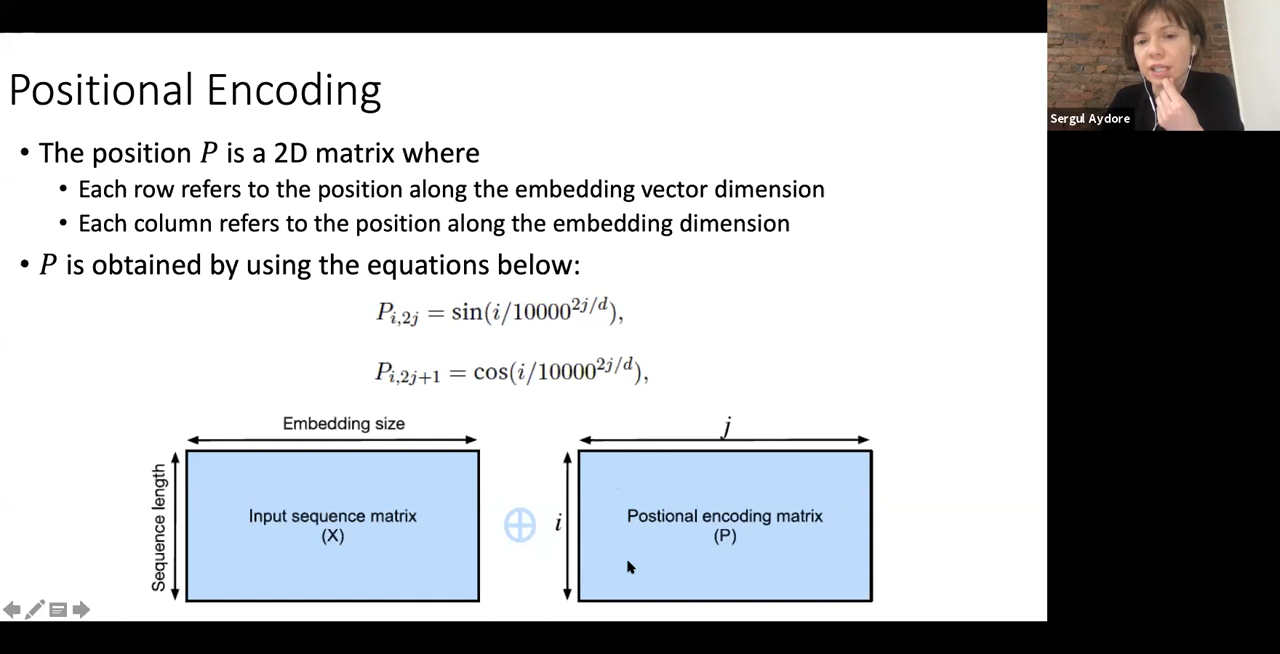 Positional Encoding
• The position P is a 2D matrix where
• Each row refers to the position along the embedding vector dimension
• Each column refers to the position along the embedding dimension
• P is obtained by using the equations below:
P_{i,2j} = sin(i/10000^{2j/d}),
P_{i,2j+1} = cos(i/10000^{2j/d}),
Embedding size
Sequence length
Input sequence matrix
(X)
⊕
j
i
Postional encoding matrix
(P)
Sergul Aydore